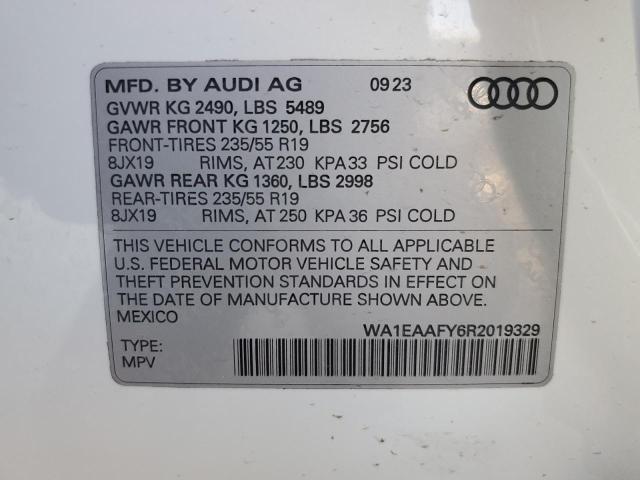 MFD. BY AUDI AG 09 23
GVWR KG 2490, LBS 5489
GAWR FRONT KG 1250, LBS 2756
FRONT-TIRES 235/55 R19
8JX19 RIMS, AT 230 KPA 33 PSI COLD
GAWR REAR KG 1360, LBS 2998
REAR-TIRES 235/55 R19
8JX19 RIMS, AT 250 KPA 36 PSI COLD
THIS VEHICLE CONFORMS TO ALL APPLICABLE
U.S. FEDERAL MOTOR VEHICLE SAFETY AND
THEFT PREVENTION STANDARDS IN EFFECT ON
THE DATE OF MANUFACTURE SHOWN ABOVE.
MEXICO
WA1EAAFY6R2019329
TYPE:
MPV